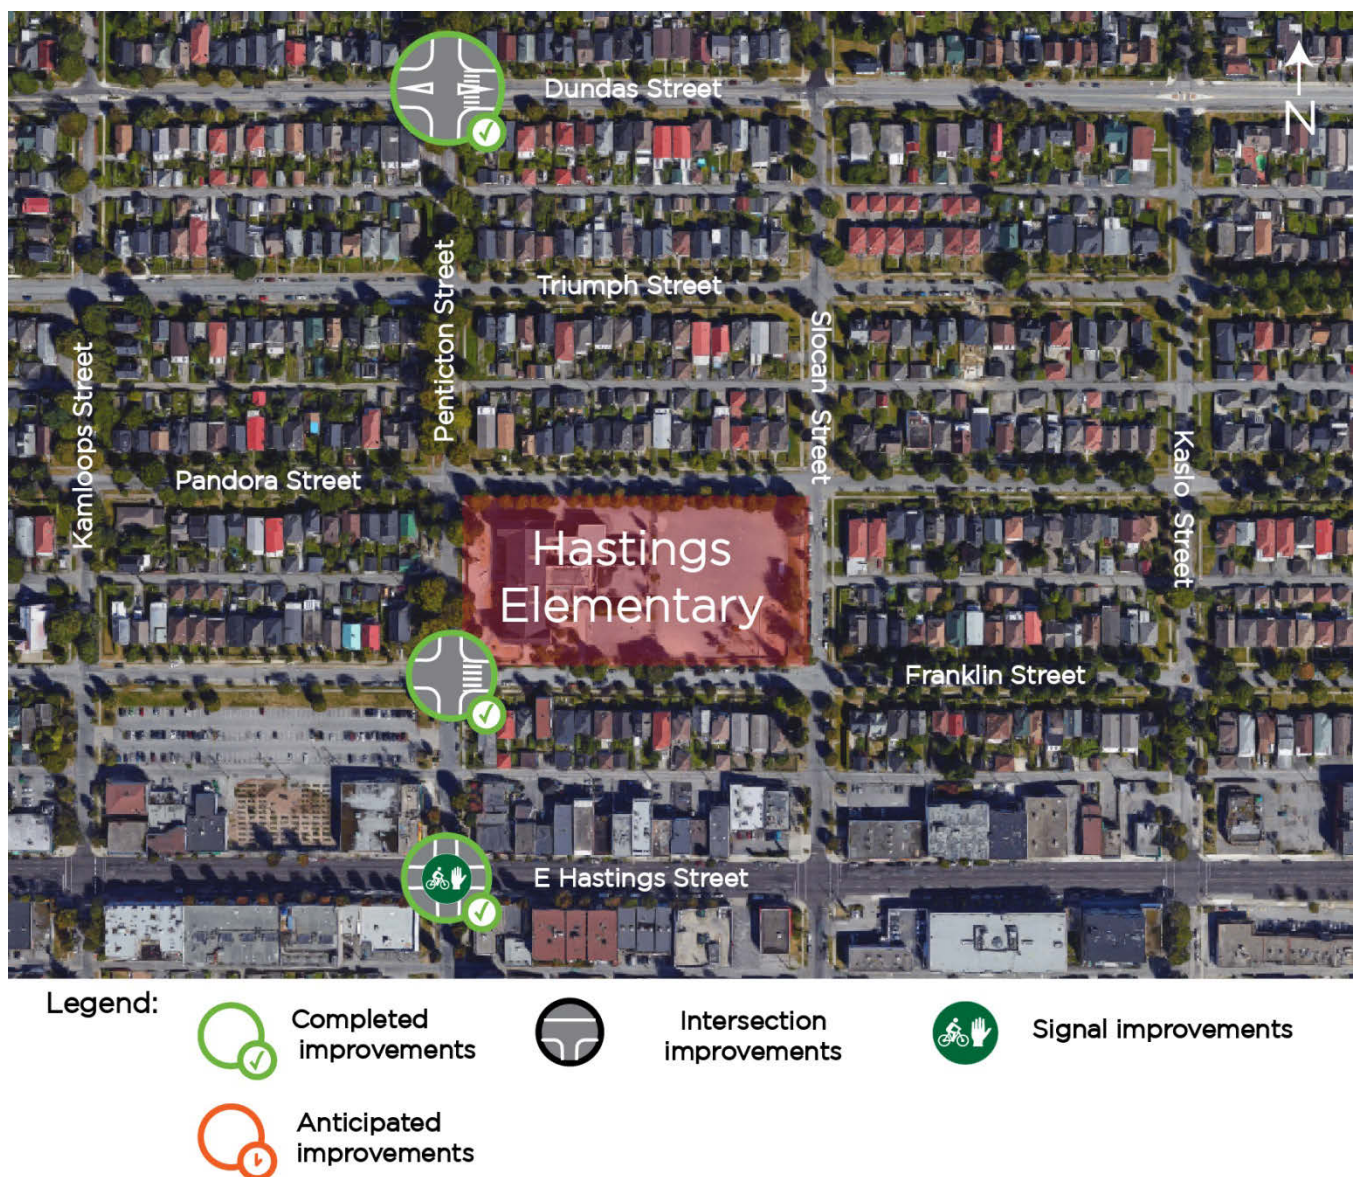 Dundas Street
N
Penticton Street
Triumph Street
Slocan Street
Kamloops Street
Pandora Street
Kaslo Street
Hastings
Elementary
Franklin Street
E Hastings Street
Legend:
Completed
improvements
Intersection
improvements
Signal improvements
Anticipated
improvements